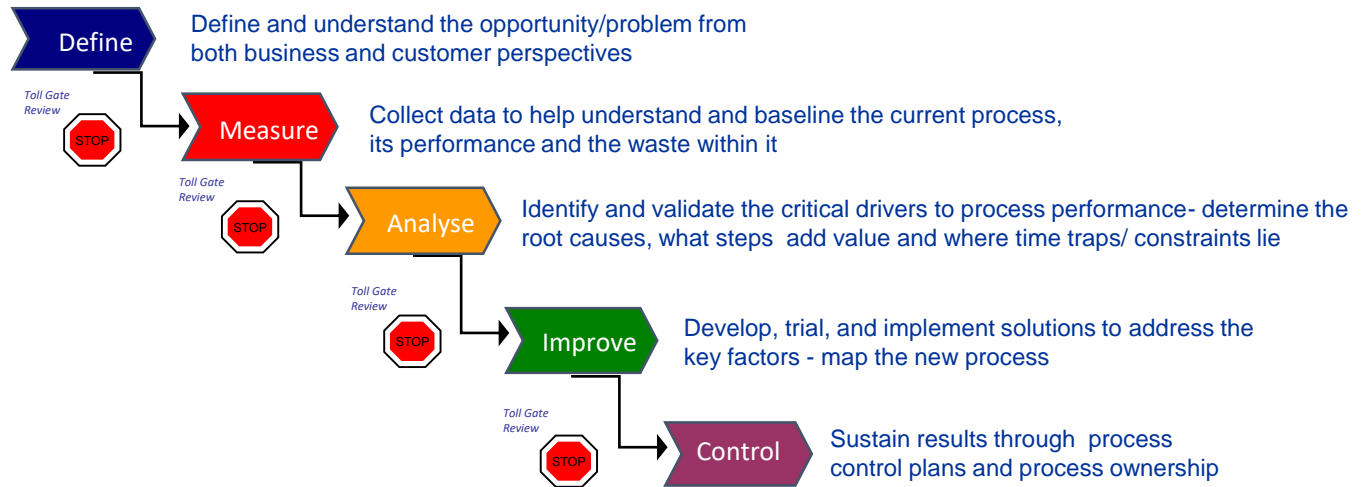 Define
Define and understand the opportunity/problem from
both business and customer perspectives
Toll Gate
Review
STOP
Measure
Collect data to help understand and baseline the current process,
its performance and the waste within it
Toll Gate
Review
STOP
Analyse
Identify and validate the critical drivers to process performance- determine the
root causes, what steps  add value and where time traps/ constraints lie
Toll Gate
Review
STOP
Improve
Develop, trial, and implement solutions to address the
key factors - map the new process
Toll Gate
Review
STOP
Control
Sustain results through  process
control plans and process ownership